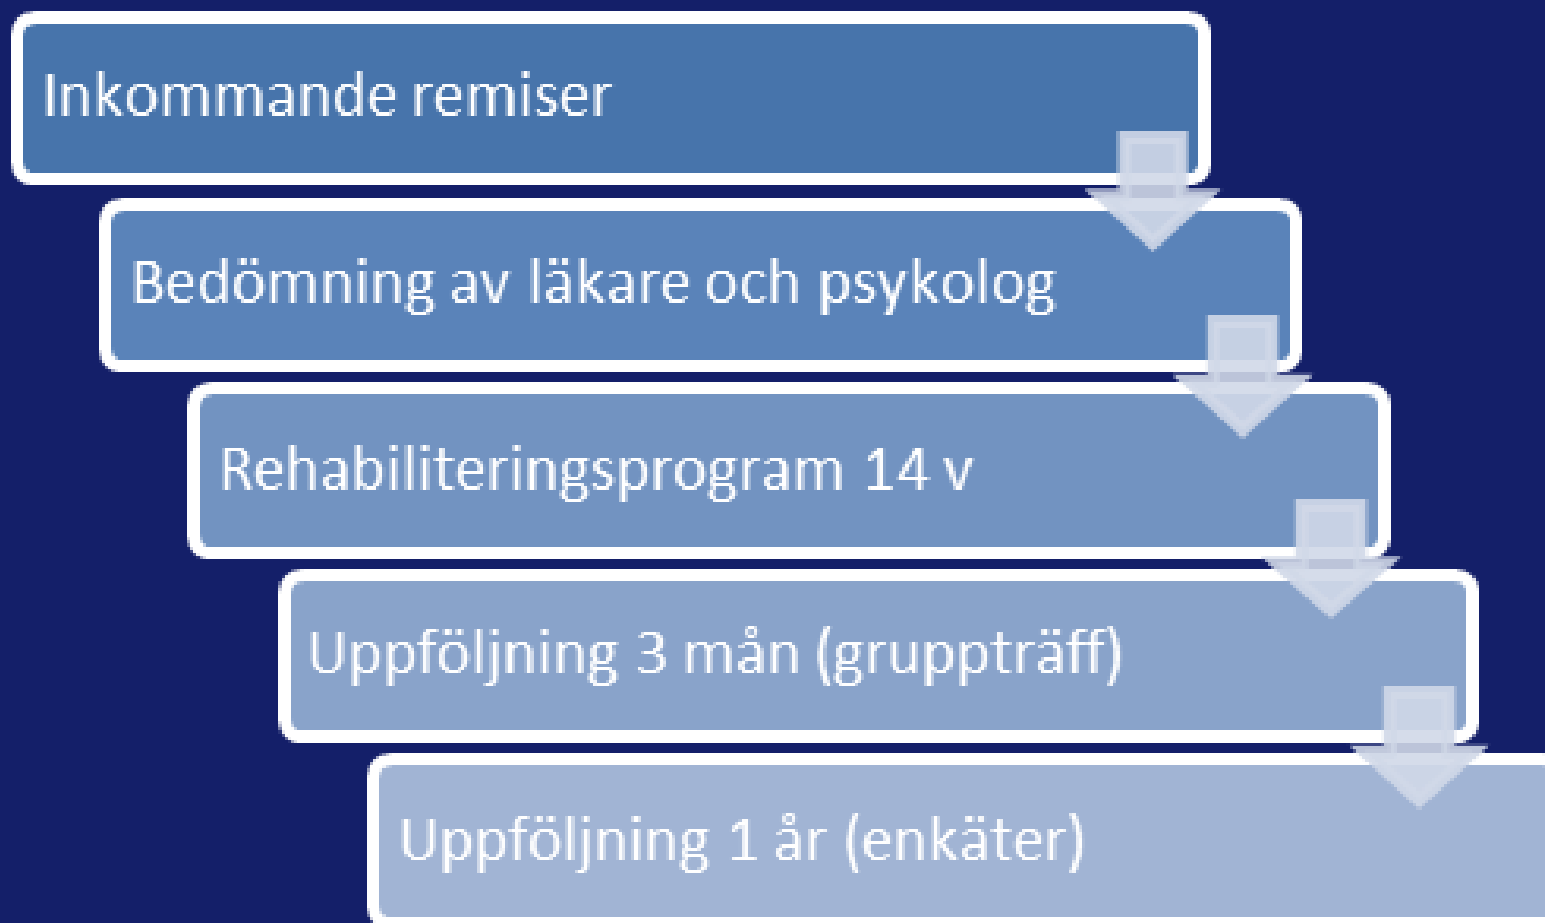 Inkommande remiser
Bedömning av läkare och psykolog
Rehabiliteringsprogram 14 v
Uppföljning 3 mån (gruppträff)
Uppföljning 1 år (enkäter)